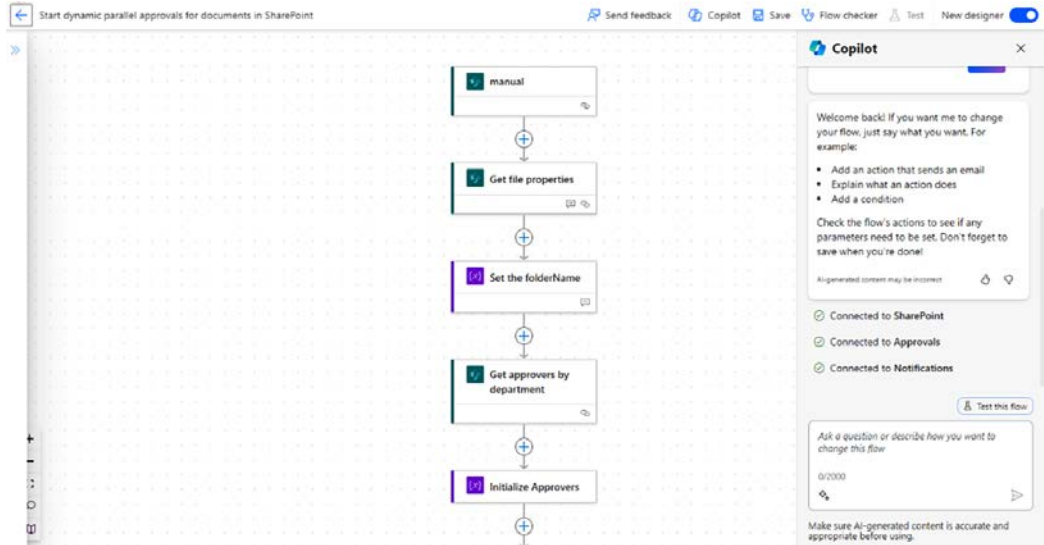 Start dynamic parallel approvals for documents in SharePoint
Send feedback
Copilot
Save
Flow checker
Test
New designer
manual
Get file properties
Set the folderName
Get approvers by
department
Initialize Approvers
Copilot
Welcome back! If you want me to change
your flow, just say what you want. For
example:
Add an action that sends an email
Explain what an action does
Add a condition
Check the flow's actions to see if any
parameters need to be set. Don't forget to
save when you're done!
AI-generated content may be incorrect
Connected to SharePoint
Connected to Approvals
Connected to Notifications
Test this flow
Ask a question or describe how you want to
change this flow
0/2000
Make sure AI-generated content is accurate and
appropriate before using.